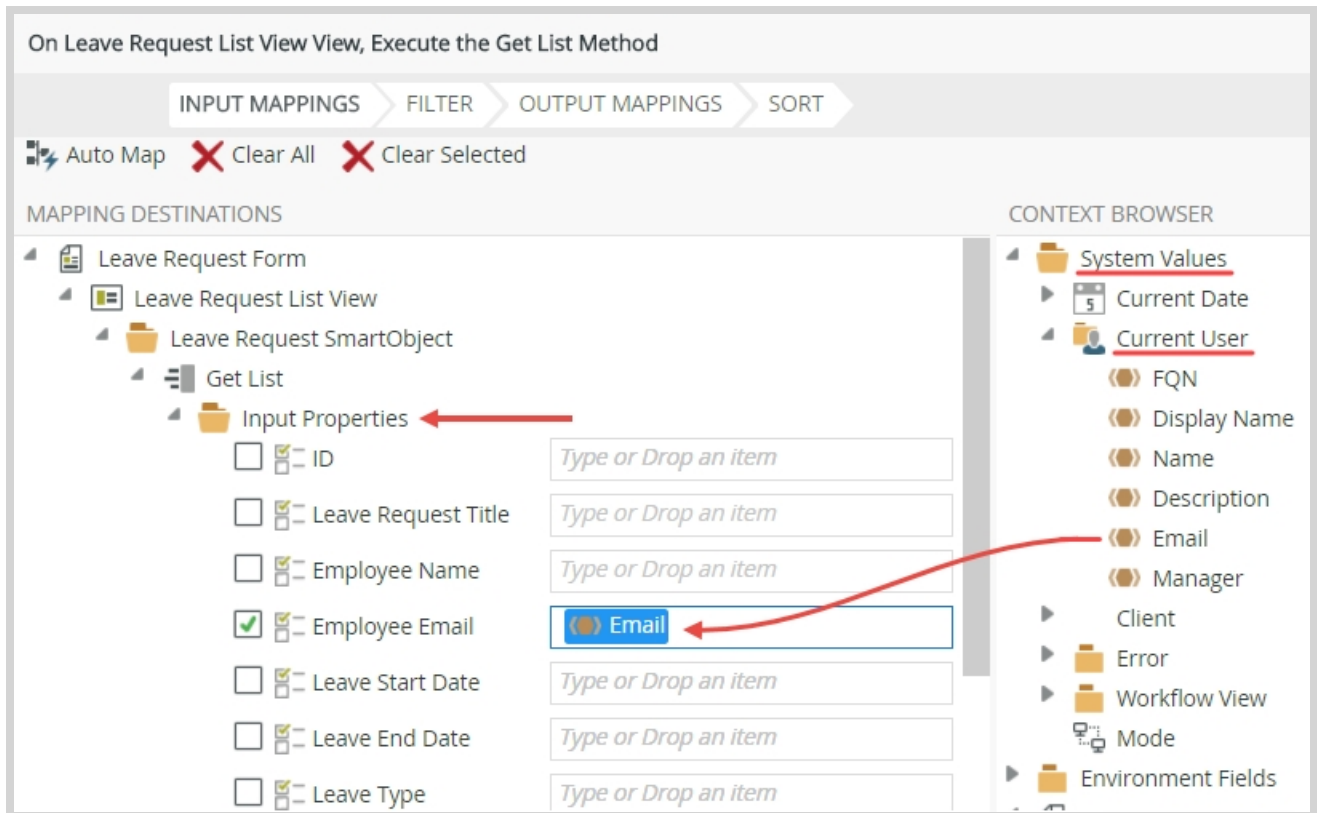 On Leave Request List View View, Execute the Get List Method
INPUT MAPPINGS FILTER OUTPUT MAPPINGS SORT
Auto Map Clear All Clear Selected
MAPPING DESTINATIONS
Leave Request Form
Leave Request List View
Leave Request SmartObject
Get List
Input Properties
ID Type or Drop an item
Leave Request Title Type or Drop an item
Employee Name Type or Drop an item
Employee Email Email
Leave Start Date Type or Drop an item
Leave End Date Type or Drop an item
Leave Type Type or Drop an item
CONTEXT BROWSER
System Values
5 Current Date
Current User
FQN
Display Name
Name
Description
Email
Manager
Client
Error
Workflow View
Mode
Environment Fields